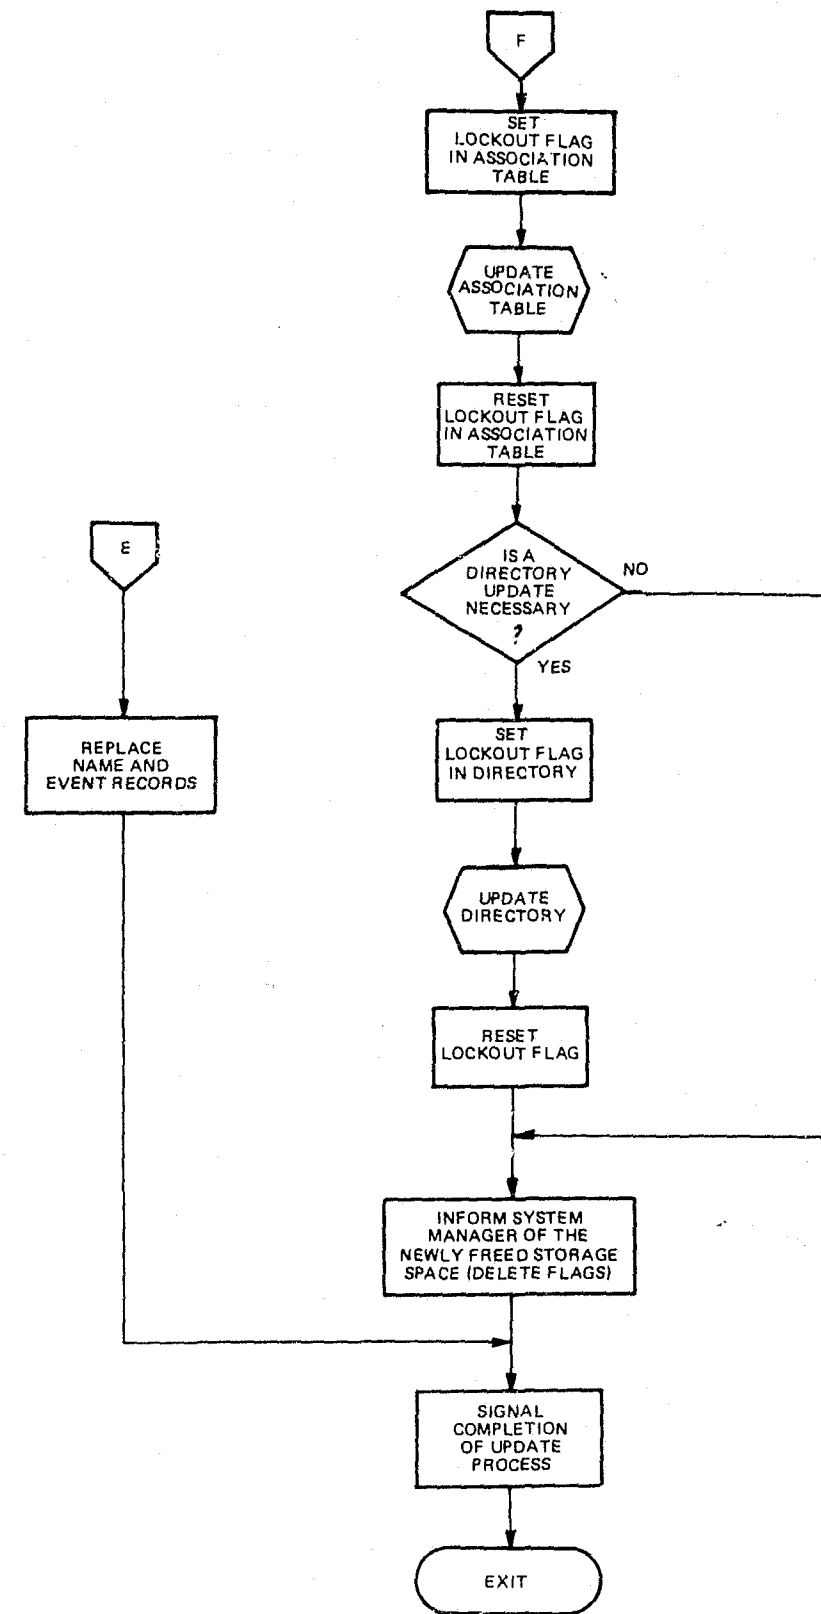 F
SET
LOCKOUT FLAG
IN ASSOCIATION
TABLE
UPDATE
ASSOCIATION
TABLE
RESET
LOCKOUT FLAG
IN ASSOCIATION
TABLE
E
IS A
DIRECTORY
UPDATE
NECESSARY
?
NO
YES
REPLACE
NAME AND
EVENT RECORDS
SET
LOCKOUT FLAG
IN DIRECTORY
UPDATE
DIRECTORY
RESET
LOCKOUT FLAG
INFORM SYSTEM
MANAGER OF THE
NEWLY FREED STORAGE
SPACE (DELETE FLAGS)
SIGNAL
COMPLETION
OF UPDATE
PROCESS
EXIT